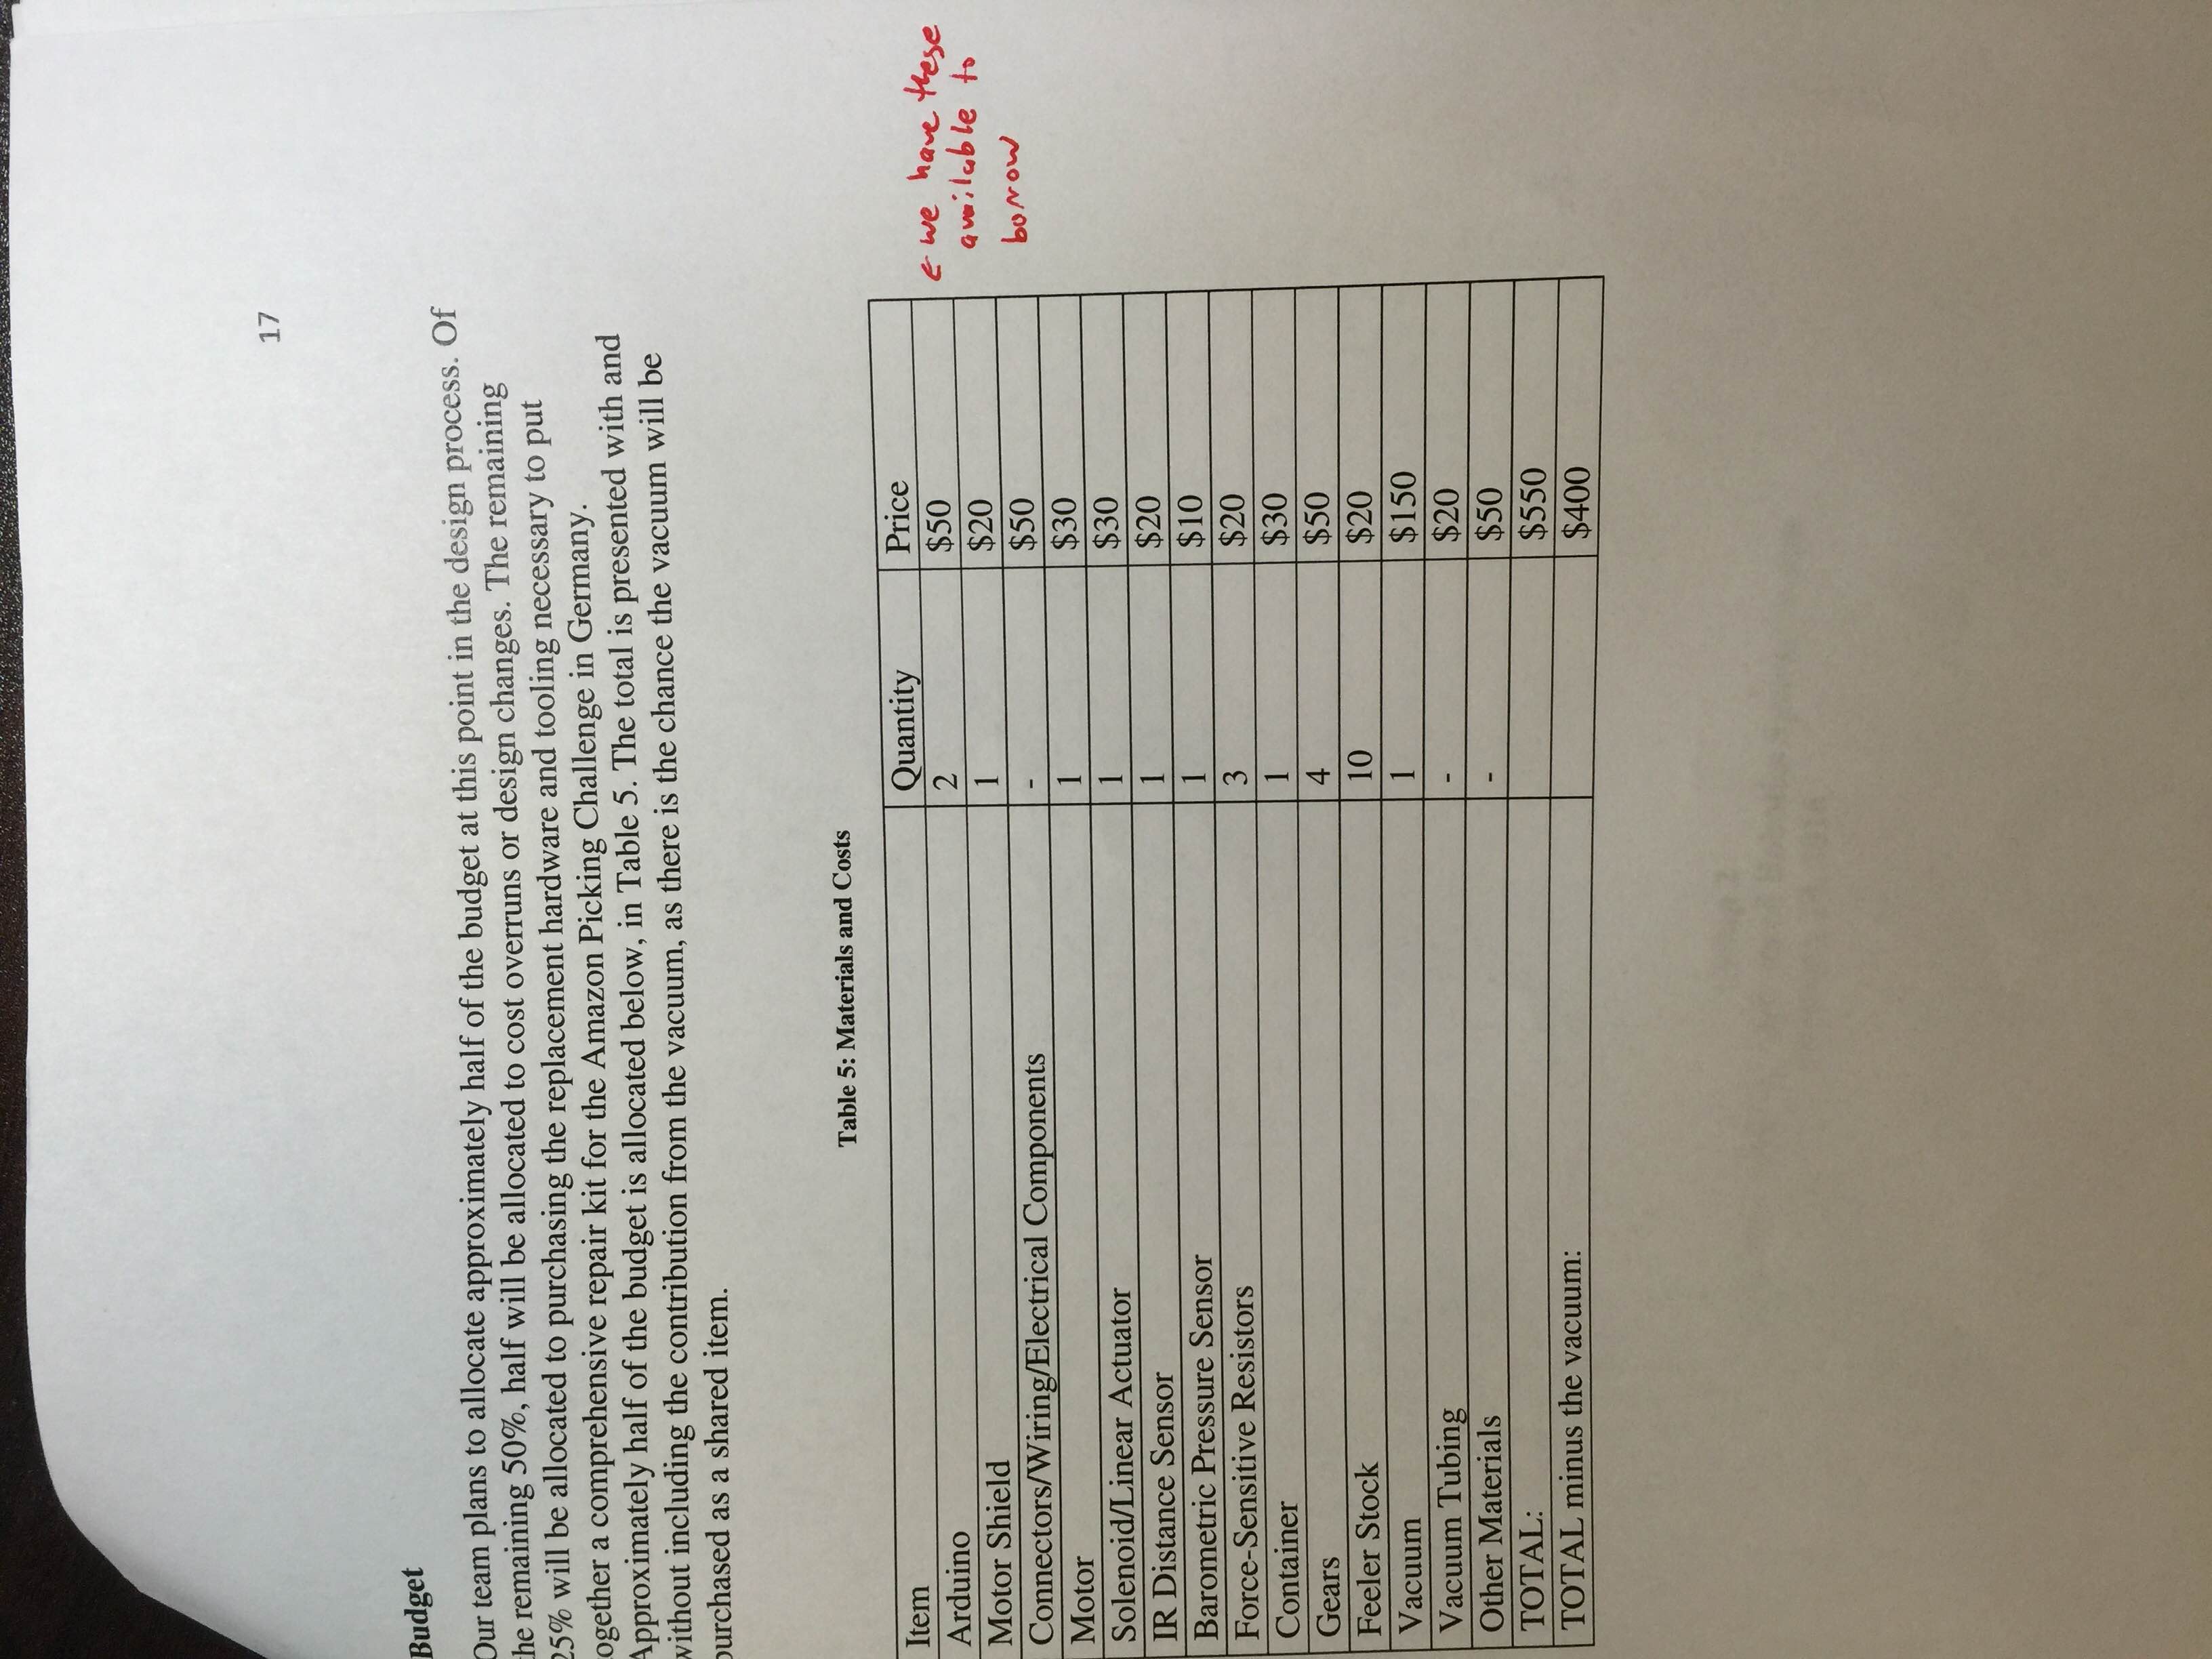 17
Budget
Our team plans to allocate approximately half of the budget at this point in the design process. Of
the remaining 50%, half will be allocated to cost overruns or design changes. The remaining
25% will be allocated to purchasing the replacement hardware and tooling necessary to put
together a comprehensive repair kit for the Amazon Picking Challenge in Germany.
Approximately half of the budget is allocated below, in Table 5. The total is presented with and
without including the contribution from the vacuum, as there is the chance the vacuum will be
purchased as a shared item.
Table 5: Materials and Costs
Item Quantity Price
Arduino 2 $50 ← we have these
available to
borrow
Motor Shield 1 $20
Connectors/Wiring/Electrical Components - $50
Motor 1 $30
Solenoid/Linear Actuator 1 $30
IR Distance Sensor 1 $20
Barometric Pressure Sensor 1 $10
Force-Sensitive Resistors 3 $20
Container 1 $30
Gears 4 $50
Feeler Stock 10 $20
Vacuum 1 $150
Vacuum Tubing - $20
Other Materials - $50
TOTAL: $550
TOTAL minus the vacuum: $400